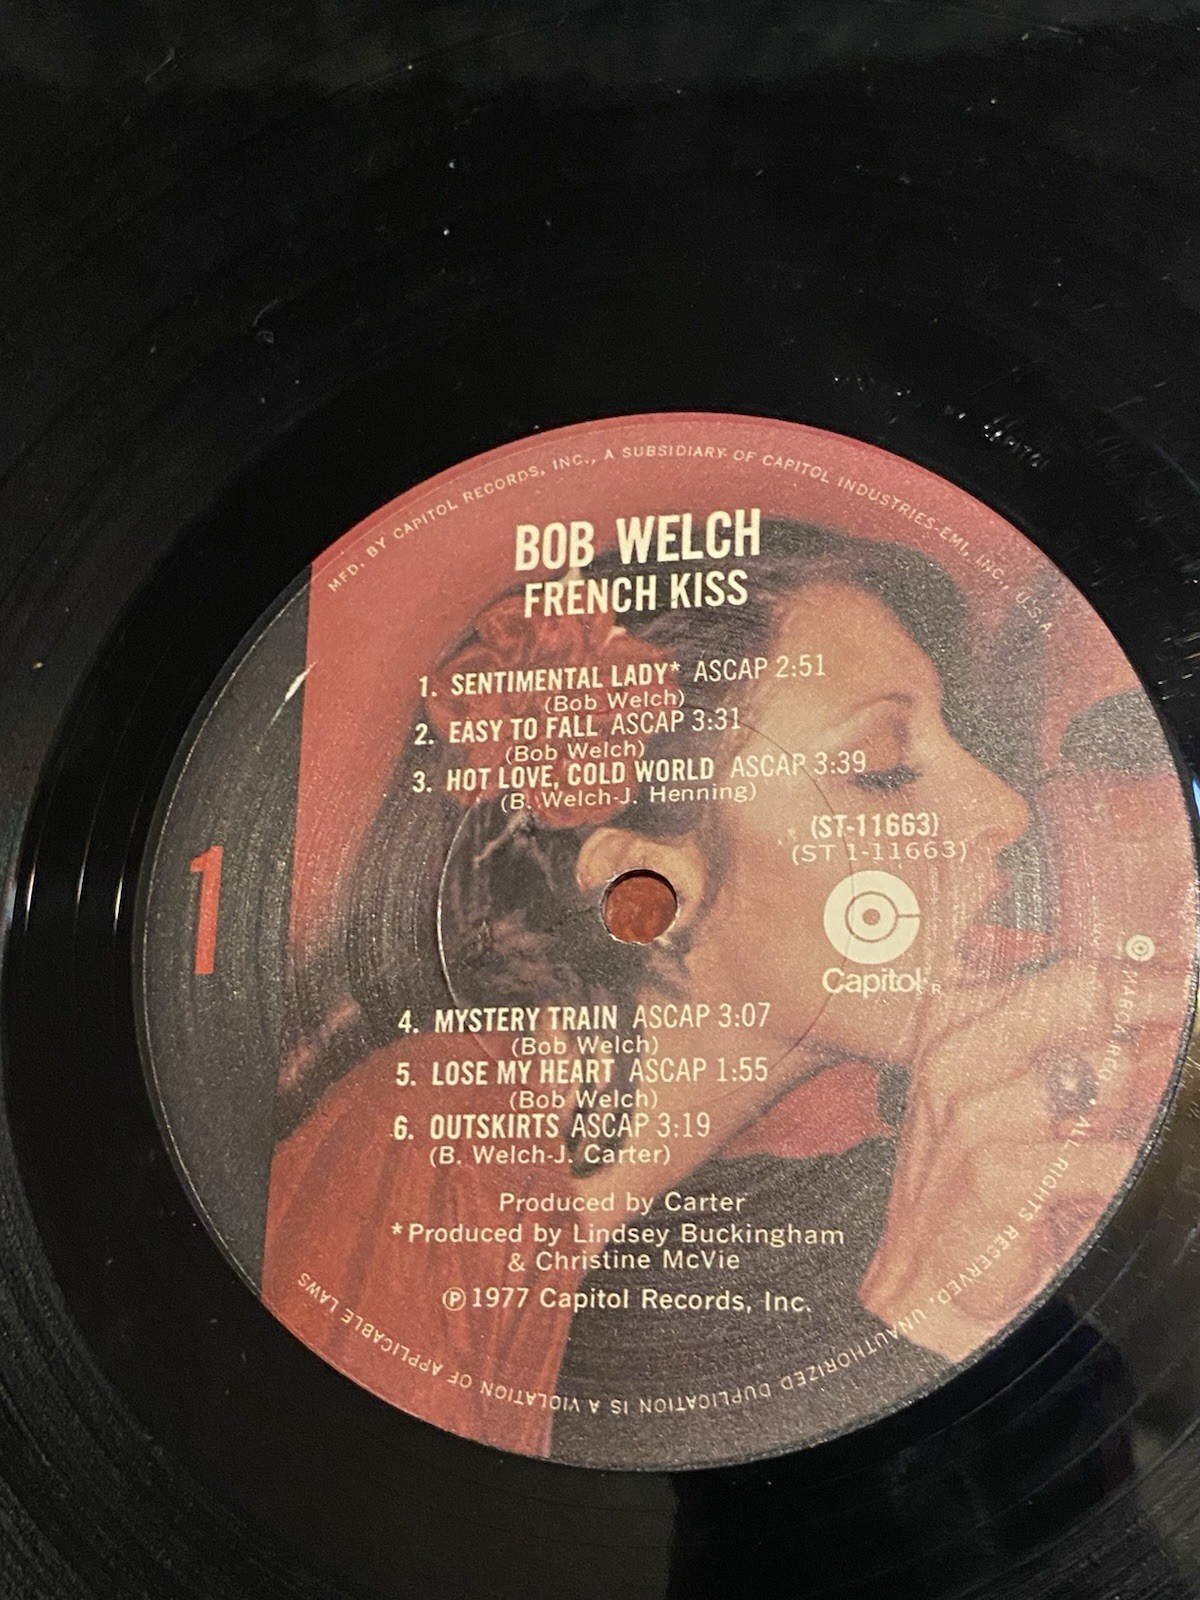 MFD. BY CAPITOL RECORDS, INC., A SUBSIDIARY OF CAPITOL INDUSTRIES-EMI, INC., U.S.A.
BOB WELCH
FRENCH KISS
1. SENTIMENTAL LADY* ASCAP 2:51
(Bob Welch)
2. EASY TO FALL ASCAP 3:31
(Bob Welch)
3. HOT LOVE, COLD WORLD ASCAP 3:39
(B. Welch-J. Henning)
(ST-11663)
(ST 1-11663)
1
Capitol
R
4. MYSTERY TRAIN ASCAP 3:07
(Bob Welch)
5. LOSE MY HEART ASCAP 1:55
(Bob Welch)
6. OUTSKIRTS ASCAP 3:19
(B. Welch-J. Carter)
Produced by Carter
*Produced by Lindsey Buckingham
& Christine McVie
℗1977 Capitol Records, Inc.
MARCA REG. • ALL RIGHTS RESERVED. UNAUTHORIZED DUPLICATION IS A VIOLATION OF APPLICABLE LAWS